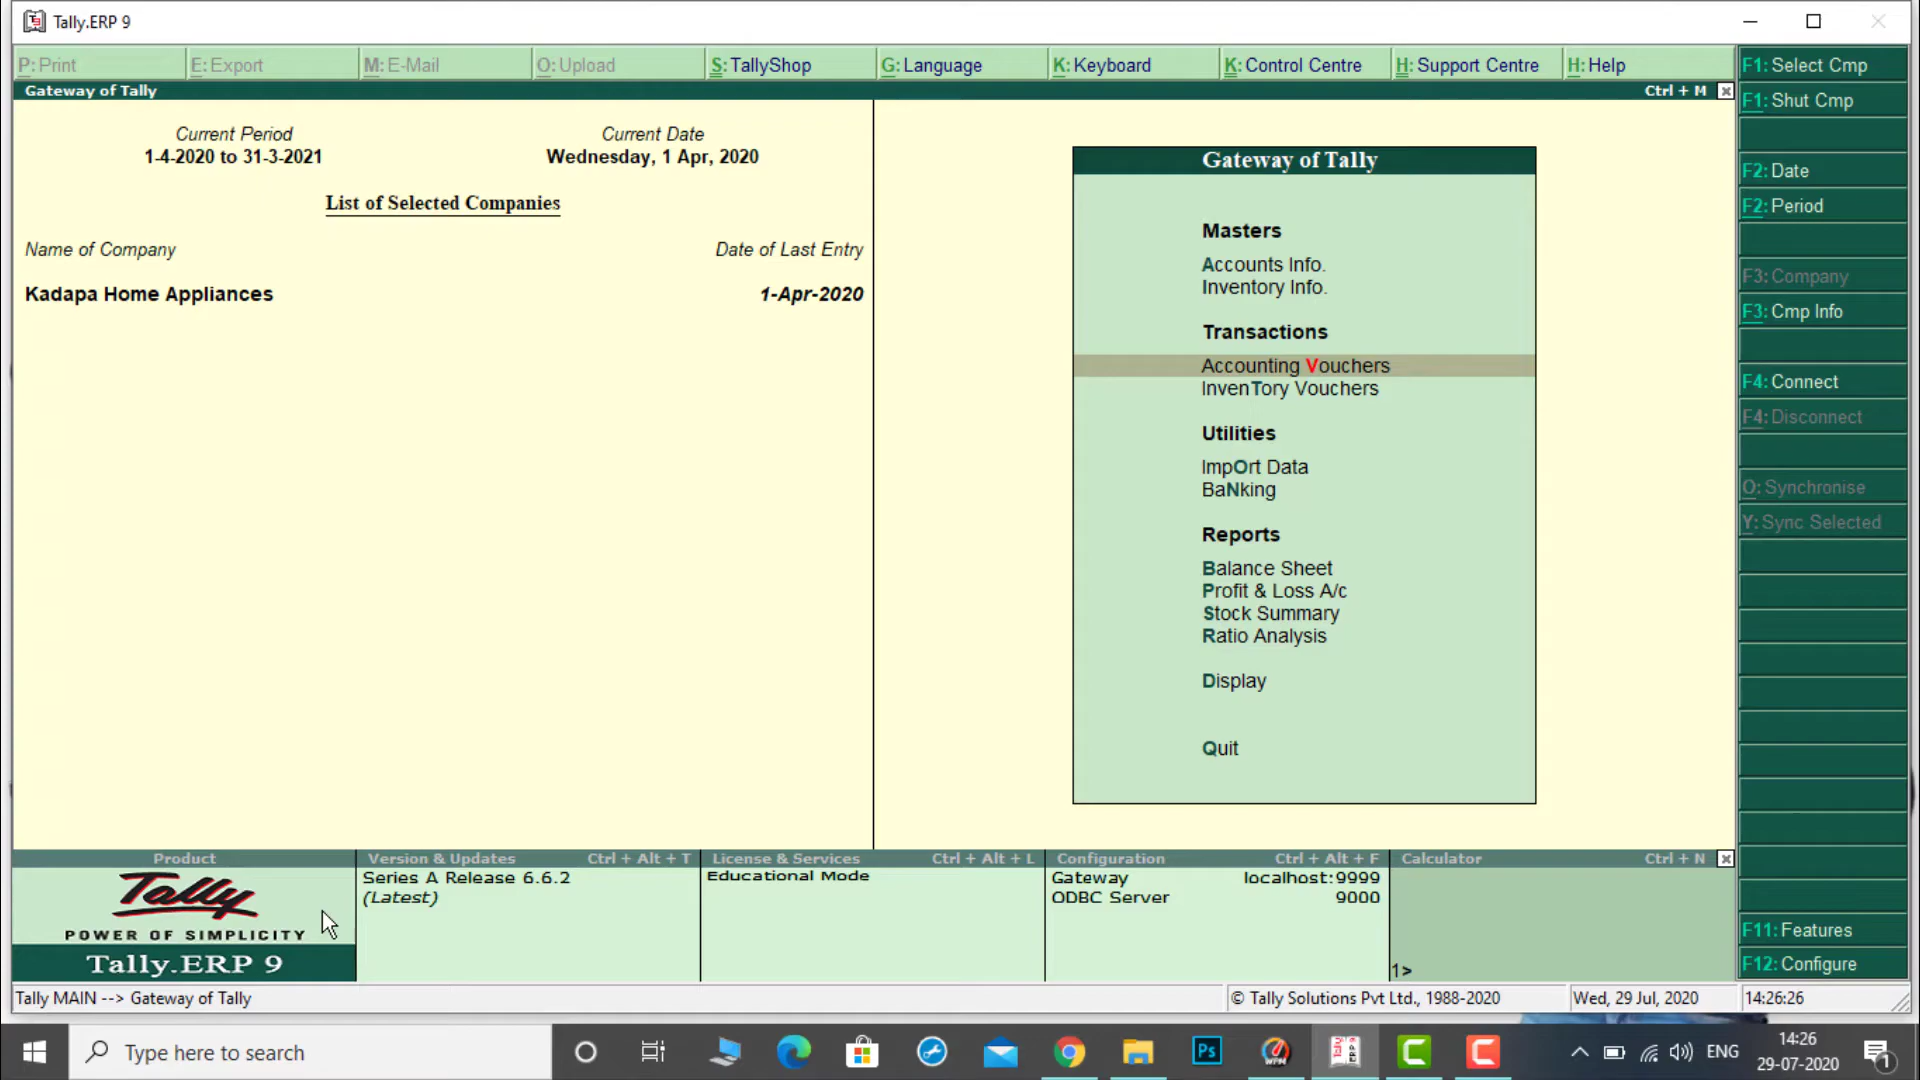 Tally.ERP 9
P: Print
E: Export
M: E-Mail
O: Upload
S: TallyShop
G: Language
K: Keyboard
K: Control Centre
H: Support Centre
H: Help
Gateway of Tally
Ctrl + M
Current Period
1-4-2020 to 31-3-2021
Current Date
Wednesday, 1 Apr, 2020
List of Selected Companies
Name of Company
Date of Last Entry
Kadapa Home Appliances
1-Apr-2020
Gateway of Tally
Masters
Accounts Info.
Inventory Info.
Transactions
Accounting Vouchers
InvenTory Vouchers
Utilities
ImpOrt Data
BaNking
Reports
Balance Sheet
Profit & Loss A/c
Stock Summary
Ratio Analysis
Display
Quit
F1: Select Cmp
F1: Shut Cmp
F2: Date
F2: Period
F3: Company
F3: Cmp Info
F4: Connect
F4: Disconnect
O: Synchronise
Y: Sync Selected
F11: Features
F12: Configure
Product
Tally
POWER OF SIMPLICITY
Tally.ERP 9
Version & Updates
Ctrl + Alt + T
Series A Release 6.6.2
(Latest)
License & Services
Ctrl + Alt + L
Educational Mode
Configuration
Ctrl + Alt + F
Gateway
localhost:9999
ODBC Server
9000
Calculator
Ctrl + N
1>
Tally MAIN --> Gateway of Tally
© Tally Solutions Pvt Ltd., 1988-2020
Wed, 29 Jul, 2020
14:26:26
Type here to search
Ps
ENG
14:26
29-07-2020
1